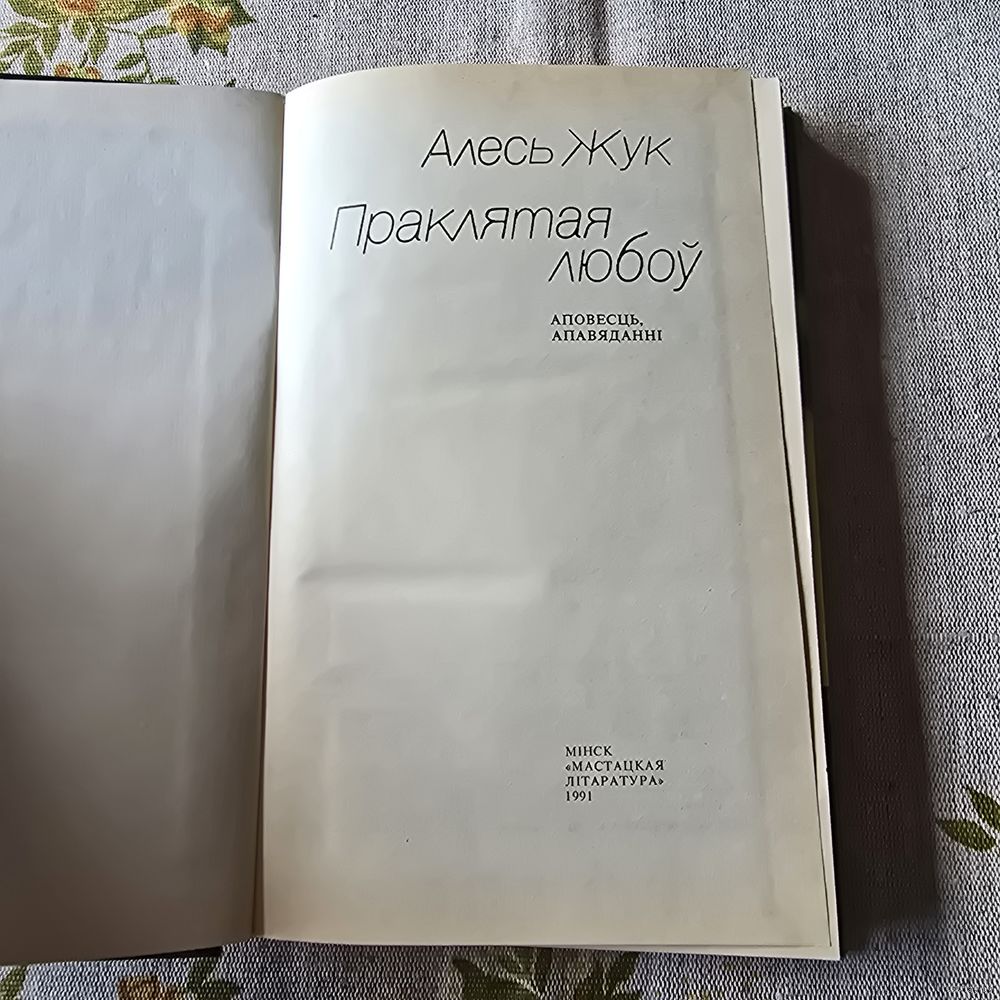 Алесь Жук
Праклятая
любоў
АПОВЕСЦЬ,
АПАВЯДАННІ
МІНСК
«МАСТАЦКАЯ
ЛІТАРАТУРА»
1991